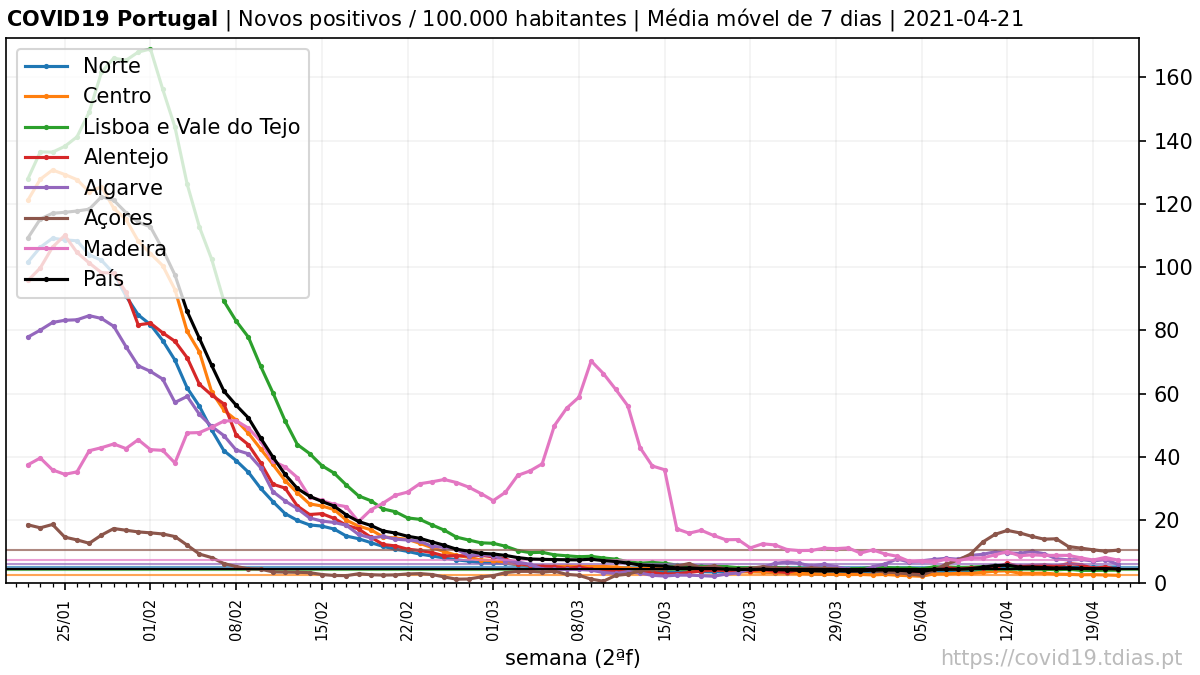 COVID19 Portugal | Novos positivos / 100.000 habitantes | Média móvel de 7 dias | 2021-04-21
Norte
Centro
Lisboa e Vale do Tejo
Alentejo
Algarve
Açores
Madeira
País
160
140
120
100
80
60
40
20
0
25/01
01/02
08/02
15/02
22/02
01/03
08/03
15/03
22/03
29/03
05/04
12/04
19/04
semana (2ªf)
https://covid19.tdias.pt